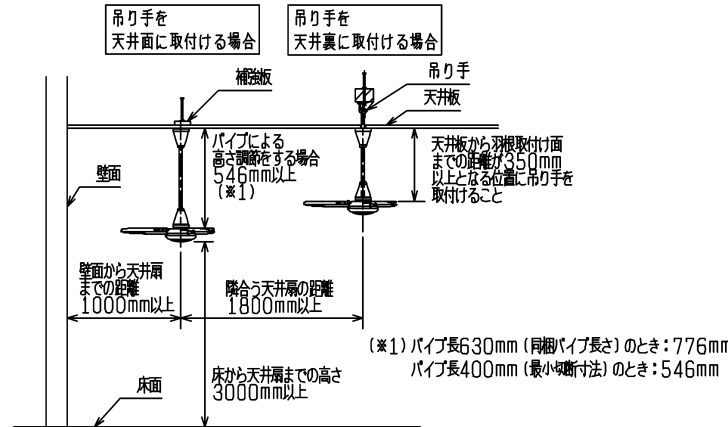 吊り手を
天井面に取付ける場合
吊り手を
天井裏に取付ける場合
補強板
吊り手
天井板
壁面
パイプによる
高さ調節をする場合
546mm以上
(※1)
天井板から羽根取付け面
までの距離が350mm
以上となる位置に吊り手を
取付けること
壁面から天井扇
までの距離
1000mm以上
隣合う天井扇の距離
1800mm以上
(※1) パイプ長630mm (同梱パイプ長さ) のとき:776mm
パイプ長400mm (最小切断寸法) のとき:546mm
床から天井扇までの高さ
3000mm以上
床面